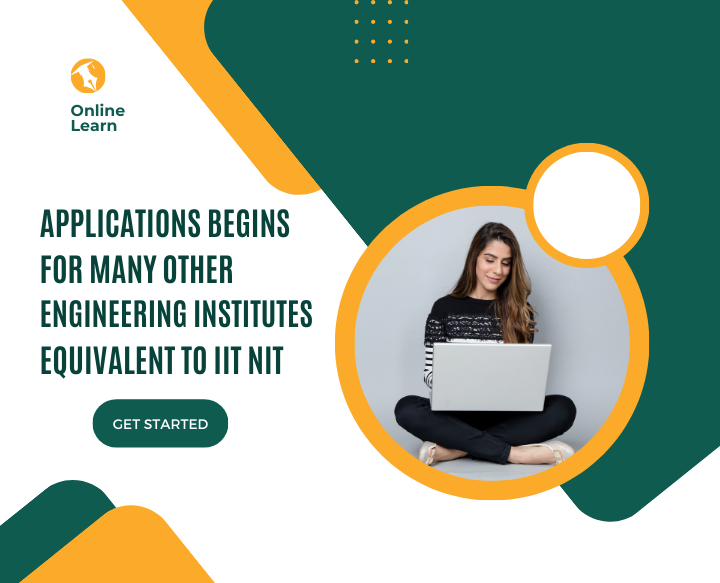 Online
Learn
APPLICATIONS BEGINS
FOR MANY OTHER
ENGINEERING INSTITUTES
EQUIVALENT TO IIT NIT
GET STARTED